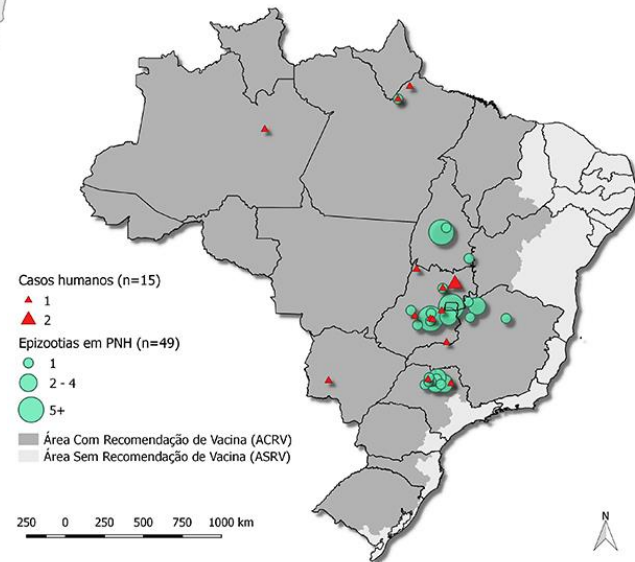 Casos humanos (n=15)
1
2
Epizootias em PNH (n=49)
1
2 - 4
5+
Área Com Recomendação de Vacina (ACRV)
Área Sem Recomendação de Vacina (ASRV)
250 0 250 500 750 1000 km
N